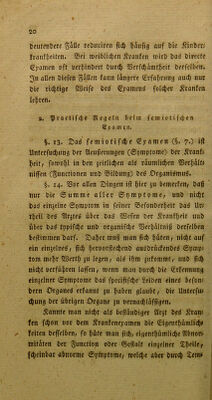 20
deutendere Fälle reduziren sich häufig auf die Kinder-
krankheiten. Bei weiblichen Kranken wird das directe
Examen oft verhindert durch Verschämtheit derselben.
In allen diesen Fällen kann längere Erfahrung auch nur
die richtige Weise des Examens solcher Kranken
lehren.
2. Practische Regeln beim semiotischen
Examen.
§. 13. Das semiotische Examen (§. 7.) ist
Untersuchung der Aeusserungen (Symptome) der Krank-
heit, sowohl in den zeitlichen als räumlichen Verhält-
nissen (Functionen und Bildung) des Organismus.
§. 14. Vor allen Dingen ist hier zu bemerken, daß
nur die Summe aller Symptome, und nicht
das einzelne Symptom in seiner Besonderheit das Ur-
theil des Arztes über das Wesen der Krankheit und
über das typische und organische Verhältniß derselben
bestimmen darf. Daher muß man sich hüten, nicht auf
ein einzelnes, sich hervorstechend auszeichnendes Symp-
tom mehr Werth zu legen, als ihm zukommt, und sich
nicht verführen lassen, wenn man durch die Erkennung
einzelner Symptome das specifische Leiden eines beson-
dern Organes erkannt zu haben glaubt, die Untersu-
chung der übrigen Organe zu vernachlässigen.
Kannte man nicht als beständiger Arzt des Kran-
ken schon vor dem Krankenexamen die Eigenthümlich-
keiten desselben, so hüte man sich, eigenthümliche Abnor-
mitäten der Function oder Gestalt einzelner Theile,
scheinbar abnorme Symptome, welche aber durch Tem-